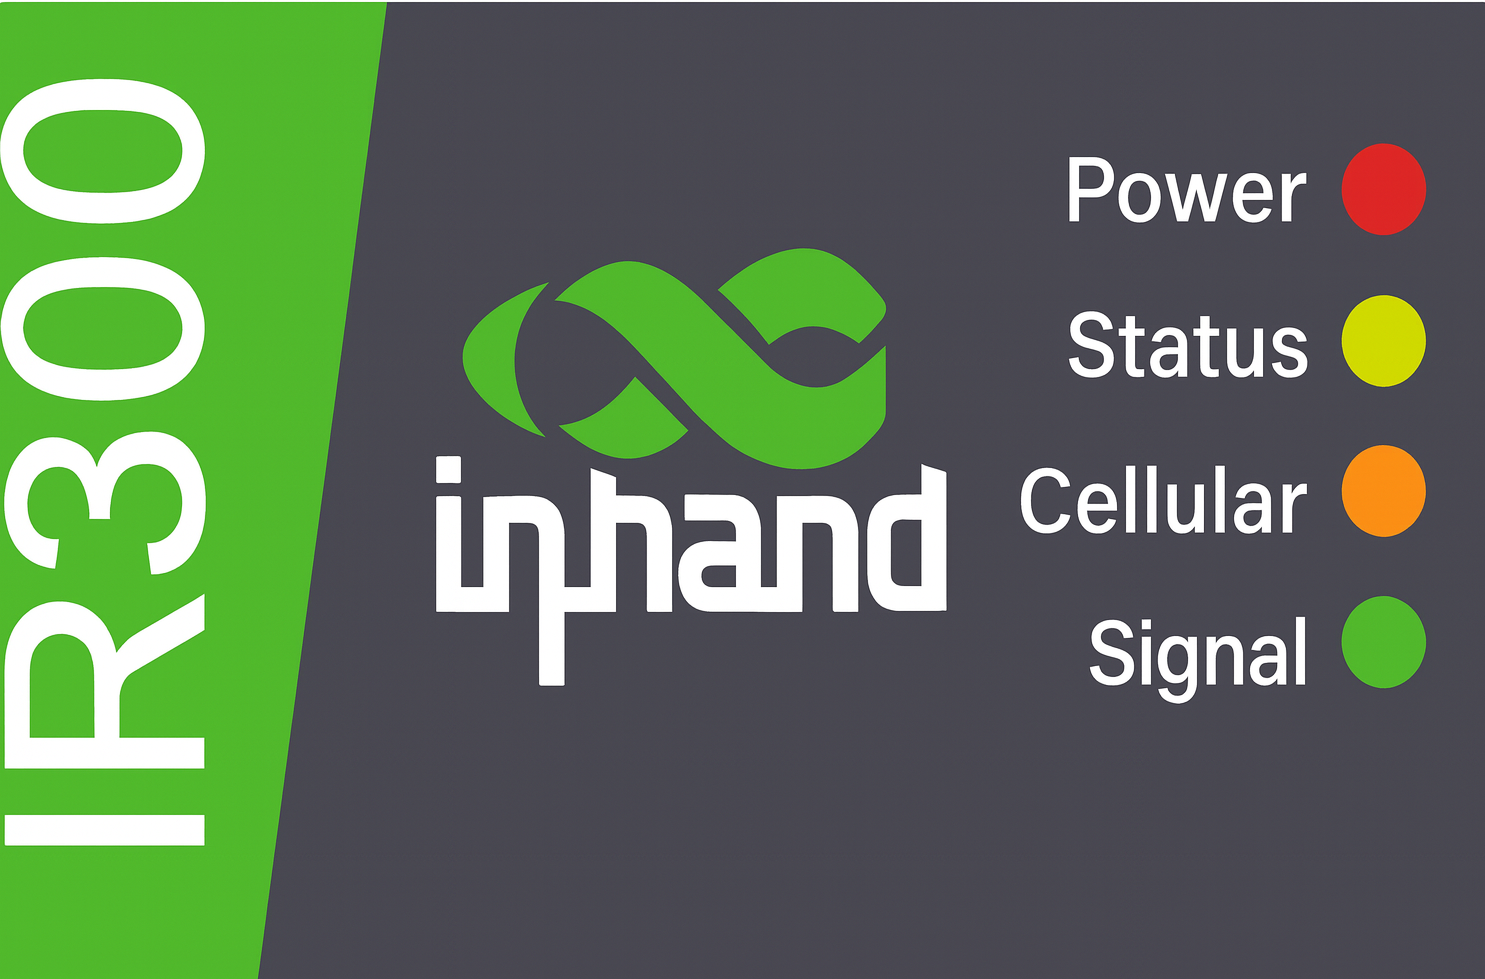 IR300
inhand
Power
Status
Cellular
Signal